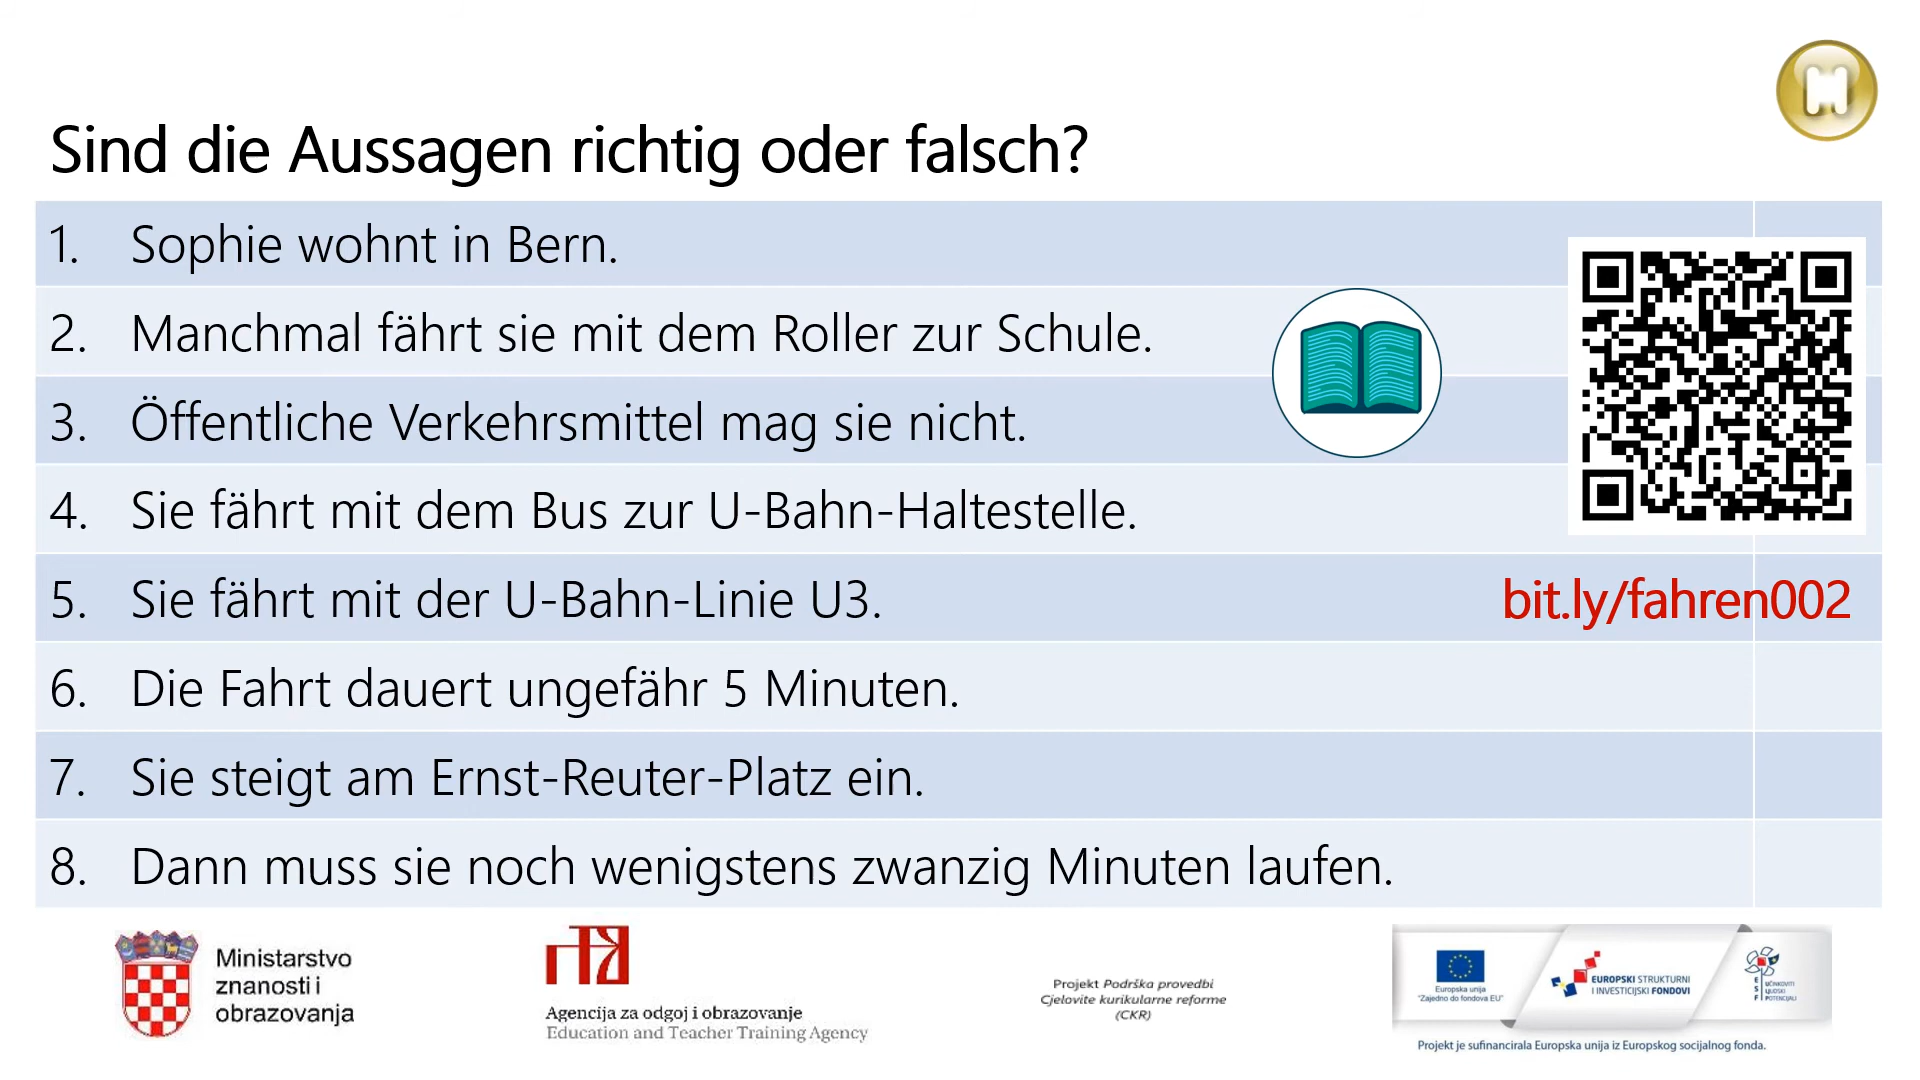 Sind die Aussagen richtig oder falsch?
1. Sophie wohnt in Bern.
2. Manchmal fährt sie mit dem Roller zur Schule.
3. Öffentliche Verkehrsmittel mag sie nicht.
4. Sie fährt mit dem Bus zur U-Bahn-Haltestelle.
5. Sie fährt mit der U-Bahn-Linie U3.
bit.ly/fahren002
6. Die Fahrt dauert ungefähr 5 Minuten.
7. Sie steigt am Ernst-Reuter-Platz ein.
8. Dann muss sie noch wenigstens zwanzig Minuten laufen.
Ministarstvo
znanosti i
obrazovanja
Agencija za odgoj i obrazovanje
Education and Teacher Training Agency
Projekt Podrška provedbi
Cjelovite kurikularne reforme
(CKR)
Europska unija
"Zajedno do fondova EU"
EUROPSKI STRUKTURNI
I INVESTICIJSKI FONDOVI
ESF
UČINKOVITI
LJUDSKI
POTENCIJALI
Projekt je sufinancirala Europska unija iz Europskog socijalnog fonda.